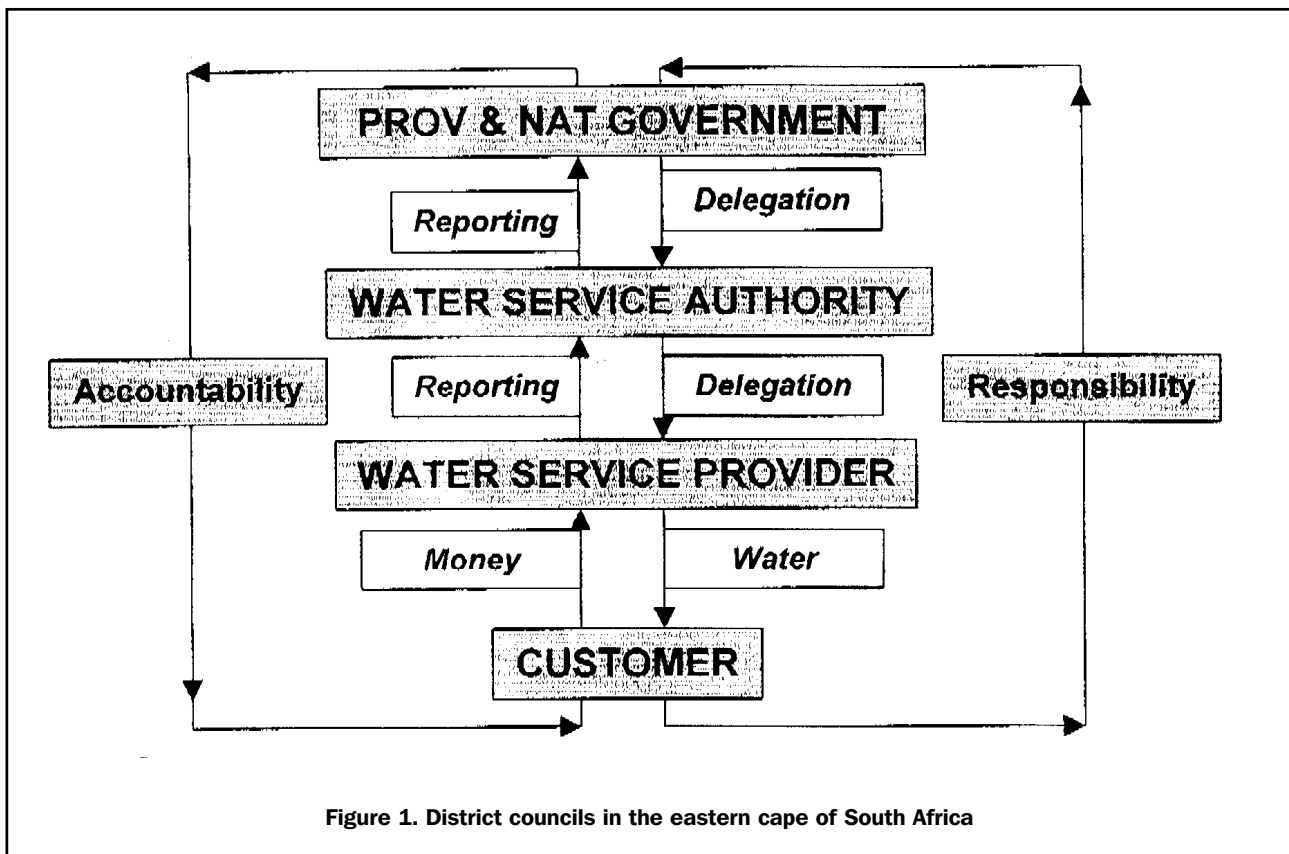 PROV & NAT GOVERNMENT
Reporting
Delegation
WATER SERVICE AUTHORITY
Accountability
Reporting
Delegation
Responsibility
WATER SERVICE PROVIDER
Money
Water
CUSTOMER
Figure 1. District councils in the eastern cape of South Africa